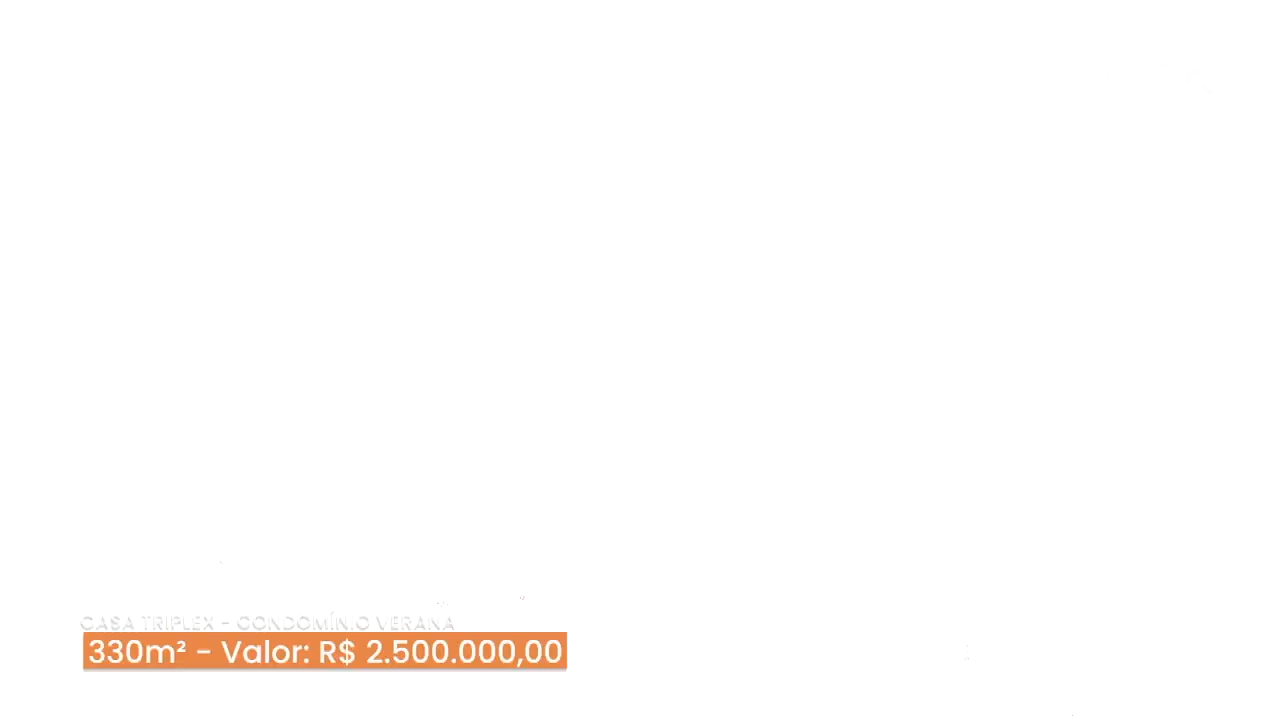 CASA TRIPLEX - CONDOMÍNIO VERANA
330m² - Valor: R$ 2.500.000,00